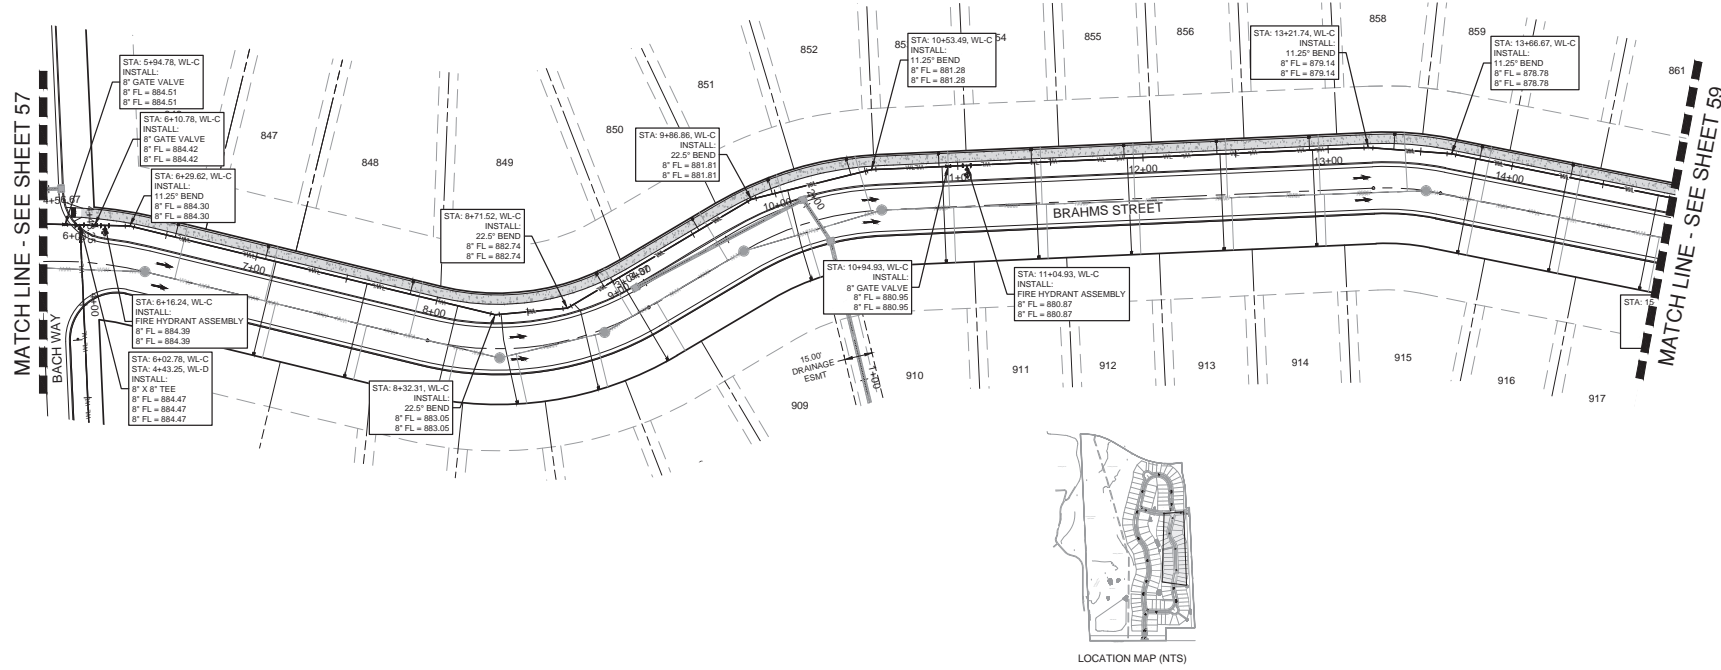 MATCH LINE - SEE SHEET 57
BACH WAY
STA: 5+94.78, WL-C
INSTALL:
8" GATE VALVE
8" FL = 884.51
8" FL = 884.51
STA: 6+10.78, WL-C
INSTALL:
8" GATE VALVE
8" FL = 884.42
8" FL = 884.42
STA: 6+29.62, WL-C
INSTALL:
11.25° BEND
8" FL = 884.30
8" FL = 884.30
STA: 6+16.24, WL-C
INSTALL:
FIRE HYDRANT ASSEMBLY
8" FL = 884.39
8" FL = 884.39
STA: 6+02.78, WL-C
STA: 4+43.25, WL-D
INSTALL:
8" X 8" TEE
8" FL = 884.47
8" FL = 884.47
8" FL = 884.47
847
848
849
850
851
852
855
856
858
859
861
7+00
8+00
STA: 8+71.52, WL-C
INSTALL:
22.5° BEND
8" FL = 882.74
8" FL = 882.74
STA: 8+32.31, WL-C
INSTALL:
22.5° BEND
8" FL = 883.05
8" FL = 883.05
STA: 9+86.86, WL-C
INSTALL:
22.5° BEND
8" FL = 881.81
8" FL = 881.81
10+00
STA: 10+53.49, WL-C
INSTALL:
11.25° BEND
8" FL = 881.28
8" FL = 881.28
11+00
12+00
13+00
14+00
BRAHMS STREET
STA: 10+94.93, WL-C
INSTALL:
8" GATE VALVE
8" FL = 880.95
8" FL = 880.95
STA: 11+04.93, WL-C
INSTALL:
FIRE HYDRANT ASSEMBLY
8" FL = 880.87
8" FL = 880.87
STA: 13+21.74, WL-C
INSTALL:
11.25° BEND
8" FL = 879.14
8" FL = 879.14
STA: 13+66.67, WL-C
INSTALL:
11.25° BEND
8" FL = 878.78
8" FL = 878.78
15.00'
DRAINAGE
ESMT
1+00
909
910
911
912
913
914
915
916
917
STA: 15
MATCH LINE - SEE SHEET 59
LOCATION MAP (NTS)